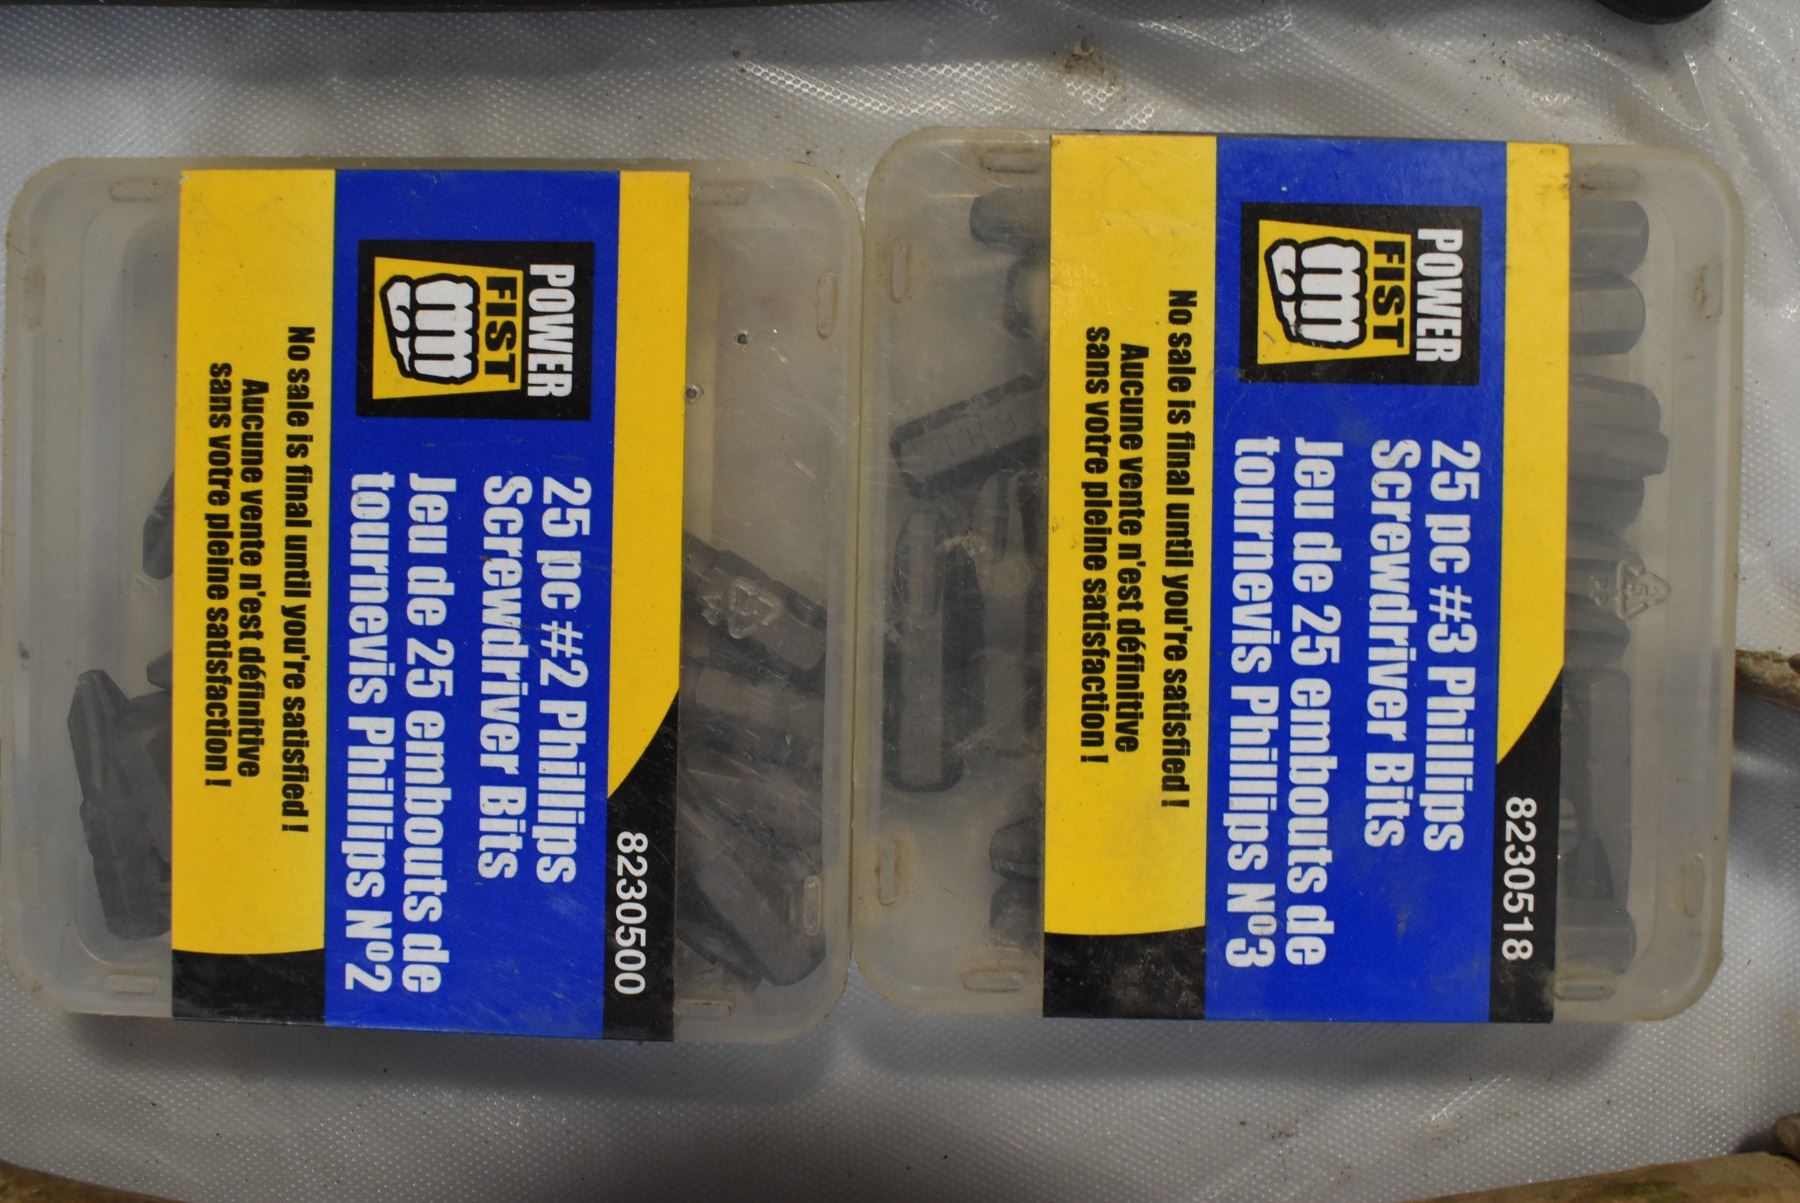 POWER
FIST
25 pc #2 Phillips
Screwdriver Bits
Jeu de 25 embouts de
tournevis Phillips Nº2
No sale is final until you're satisfied !
Aucune vente n'est définitive
sans votre pleine satisfaction !
8230500
POWER
FIST
25 pc #3 Phillips
Screwdriver Bits
Jeu de 25 embouts de
tournevis Phillips Nº3
No sale is final until you're satisfied !
Aucune vente n'est définitive
sans votre pleine satisfaction !
8230518